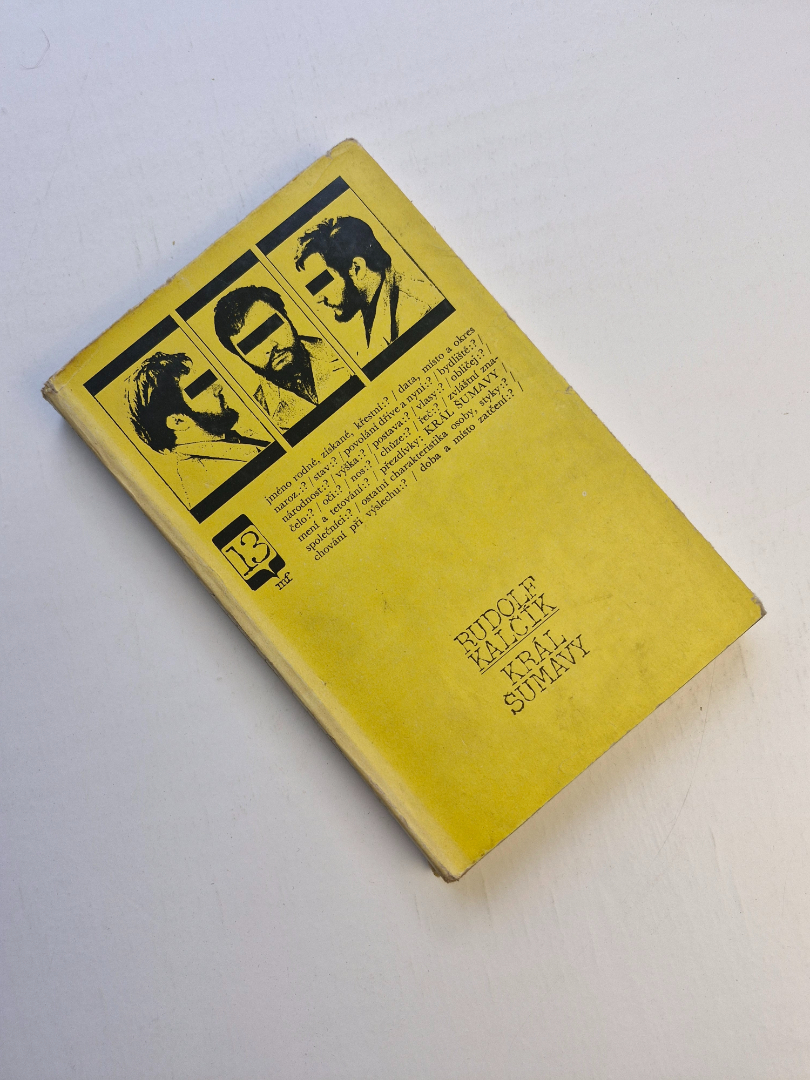 jméno rodné, získané, křestní:? / data, místo a okres
naroz.:? / stav:? / povolání dříve a nyní:? / bydliště:? /
národnost:? / výška:? / postava:? / vlasy:? / obličej:? /
čelo:? / oči:? / nos:? / chůze:? / řeč:? / zvláštní zna-
mení a tetování:? / přezdívky: KRÁL ŠUMAVY /
společníci:? / ostatní charakteristika osoby, styky:?
chování při výslechu:? / doba a místo zatčení:? /
13
mf
RUDOLF
KALČÍK
KRÁL
ŠUMAVY